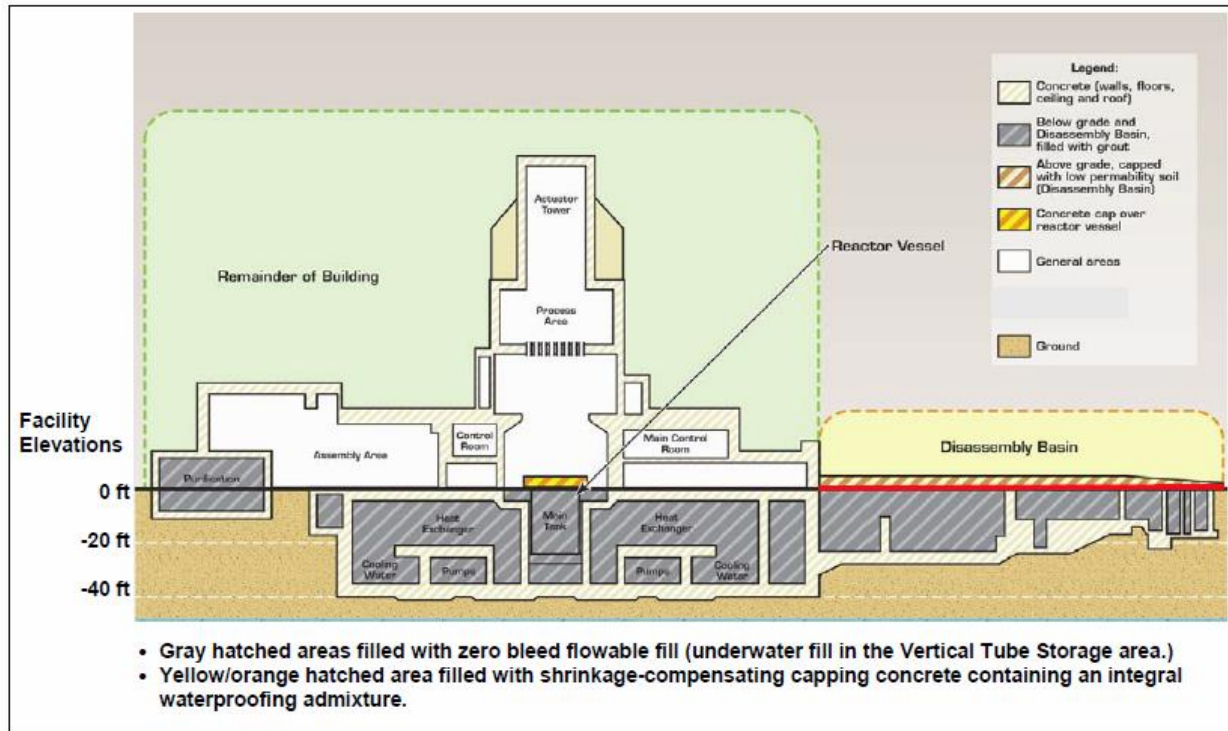 Legend:
Concrete (walls, floors,
ceiling and roof)
Below grade and
Disassembly Basin,
filled with grout
Above grade, capped
with low permability soil
(Disassembly Basin)
Concrete cap over
reactor vessel
General areas
Ground
Actuator
Tower
Reactor Vessel
Remainder of Building
Process
Area
Facility
Elevations
Control
Room
Main Control
Room
Assembly Area
Disassembly Basin
Purification
0 ft
-20 ft
-40 ft
Heat
Exchanger
Main
Tank
Heat
Exchanger
Cooling
Water
Pumps
Pumps
Cooling
Water
• Gray hatched areas filled with zero bleed flowable fill (underwater fill in the Vertical Tube Storage area.)
• Yellow/orange hatched area filled with shrinkage-compensating capping concrete containing an integral
waterproofing admixture.